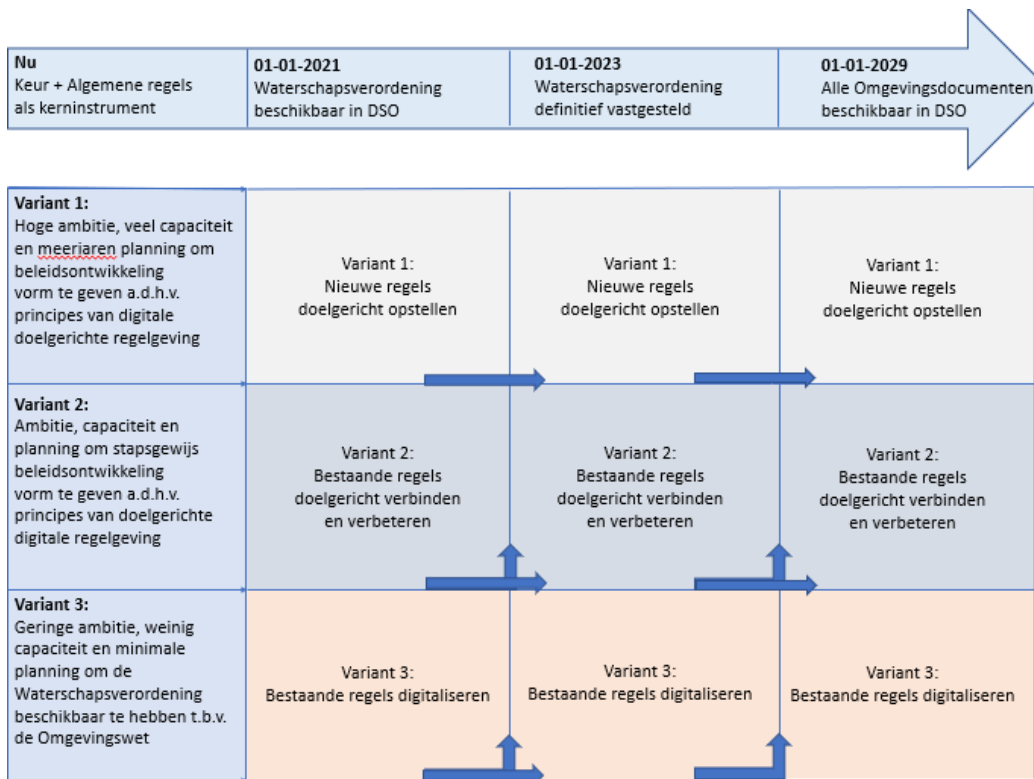 Nu
Keur + Algemene regels
als kerninstrument
01-01-2021
Waterschapsverordening
beschikbaar in DSO
01-01-2023
Waterschapsverordening
definitief vastgesteld
01-01-2029
Alle Omgevingsdocumenten
beschikbaar in DSO
Variant 1:
Hoge ambitie, veel capaciteit
en meerjaren planning om
beleidsontwikkeling
vorm te geven a.d.h.v.
principes van digitale
doelgerichte regelgeving
Variant 1:
Nieuwe regels
doelgericht opstellen
Variant 1:
Nieuwe regels
doelgericht opstellen
Variant 1:
Nieuwe regels
doelgericht opstellen
Variant 2:
Ambitie, capaciteit en
planning om stapsgewijs
beleidsontwikkeling
vorm te geven a.d.h.v.
principes van doelgerichte
digitale regelgeving
Variant 2:
Bestaande regels
doelgericht verbinden
en verbeteren
Variant 2:
Bestaande regels
doelgericht verbinden
en verbeteren
Variant 2:
Bestaande regels
doelgericht verbinden
en verbeteren
Variant 3:
Geringe ambitie, weinig
capaciteit en minimale
planning om de
Waterschapsverordening
beschikbaar te hebben t.b.v.
de Omgevingswet
Variant 3:
Bestaande regels digitaliseren
Variant 3:
Bestaande regels digitaliseren
Variant 3:
Bestaande regels digitaliseren